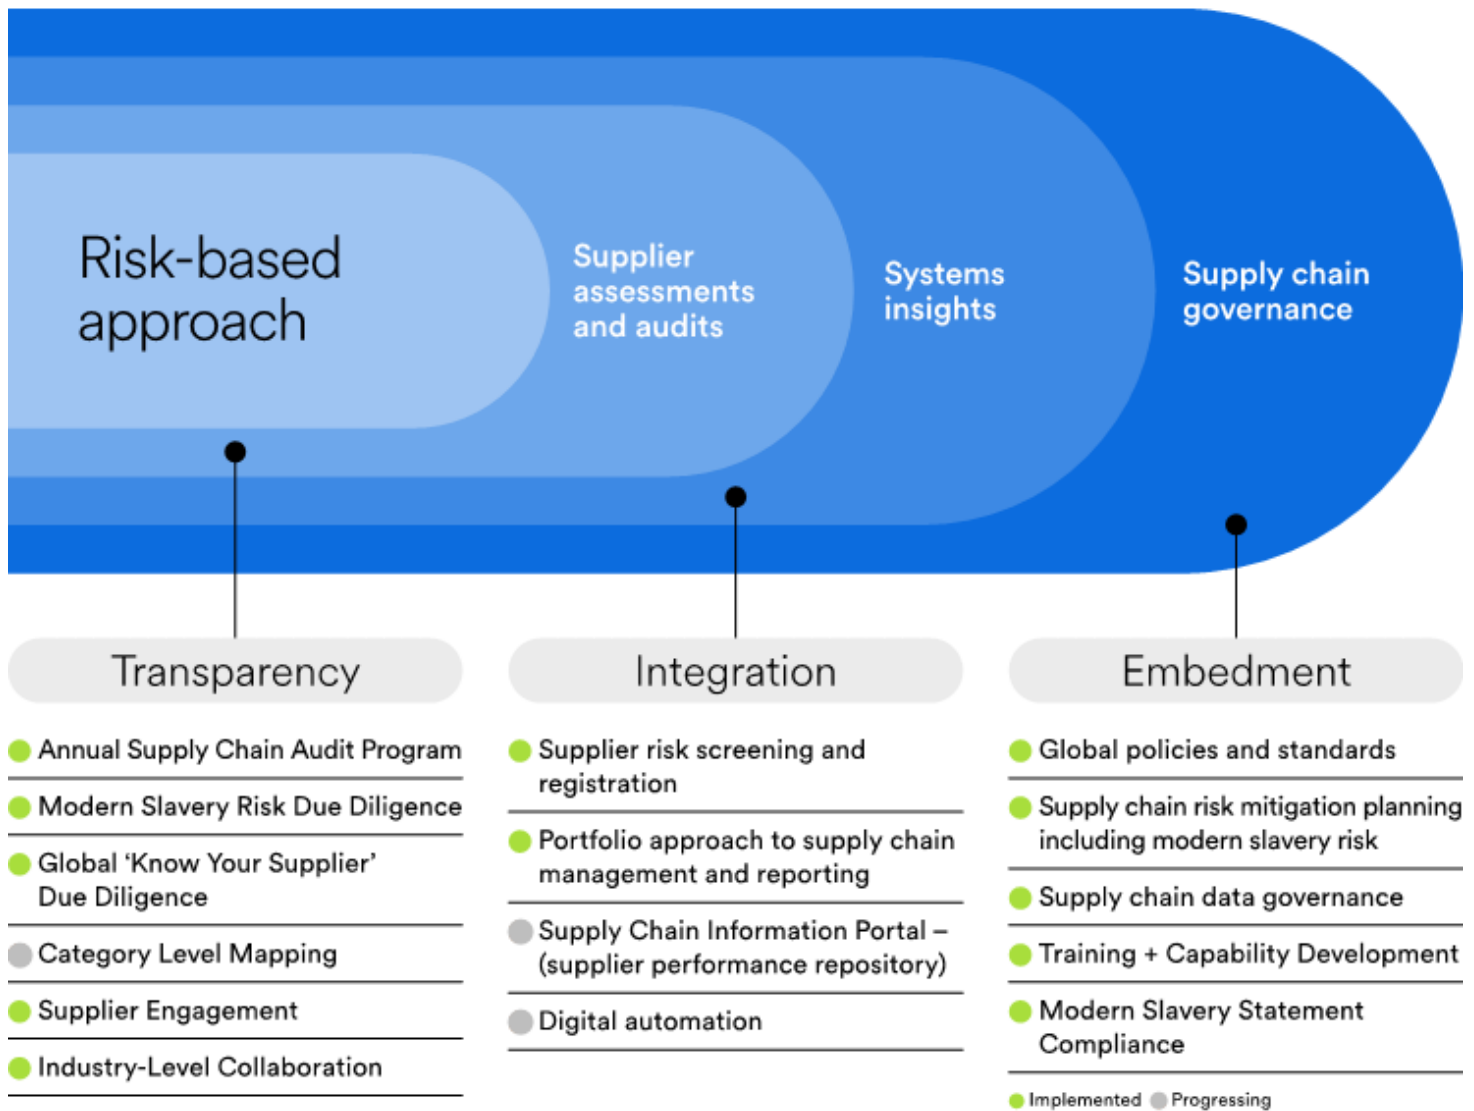 Risk-based
approach
Supplier
assessments
and audits
Systems
insights
Supply chain
governance
Transparency
Annual Supply Chain Audit Program
Modern Slavery Risk Due Diligence
Global ‘Know Your Supplier’
Due Diligence
Category Level Mapping
Supplier Engagement
Industry-Level Collaboration
Integration
Supplier risk screening and
registration
Portfolio approach to supply chain
management and reporting
Supply Chain Information Portal –
(supplier performance repository)
Digital automation
Embedment
Global policies and standards
Supply chain risk mitigation planning
including modern slavery risk
Supply chain data governance
Training + Capability Development
Modern Slavery Statement
Compliance
Implemented Progressing